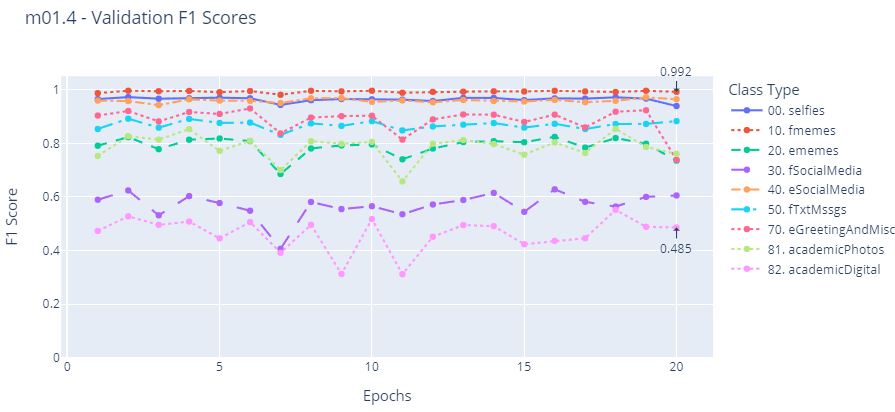 m01.4 - Validation F1 Scores
0.992
1
0.8
0.6
0.4
0.2
0
F1 Score
0.485
0
5
10
15
20
Epochs
Class Type
00. selfies
10. fmemes
20. ememes
30. fSocialMedia
40. eSocialMedia
50. fTxtMssgs
70. eGreetingAndMisc
81. academicPhotos
82. academicDigital